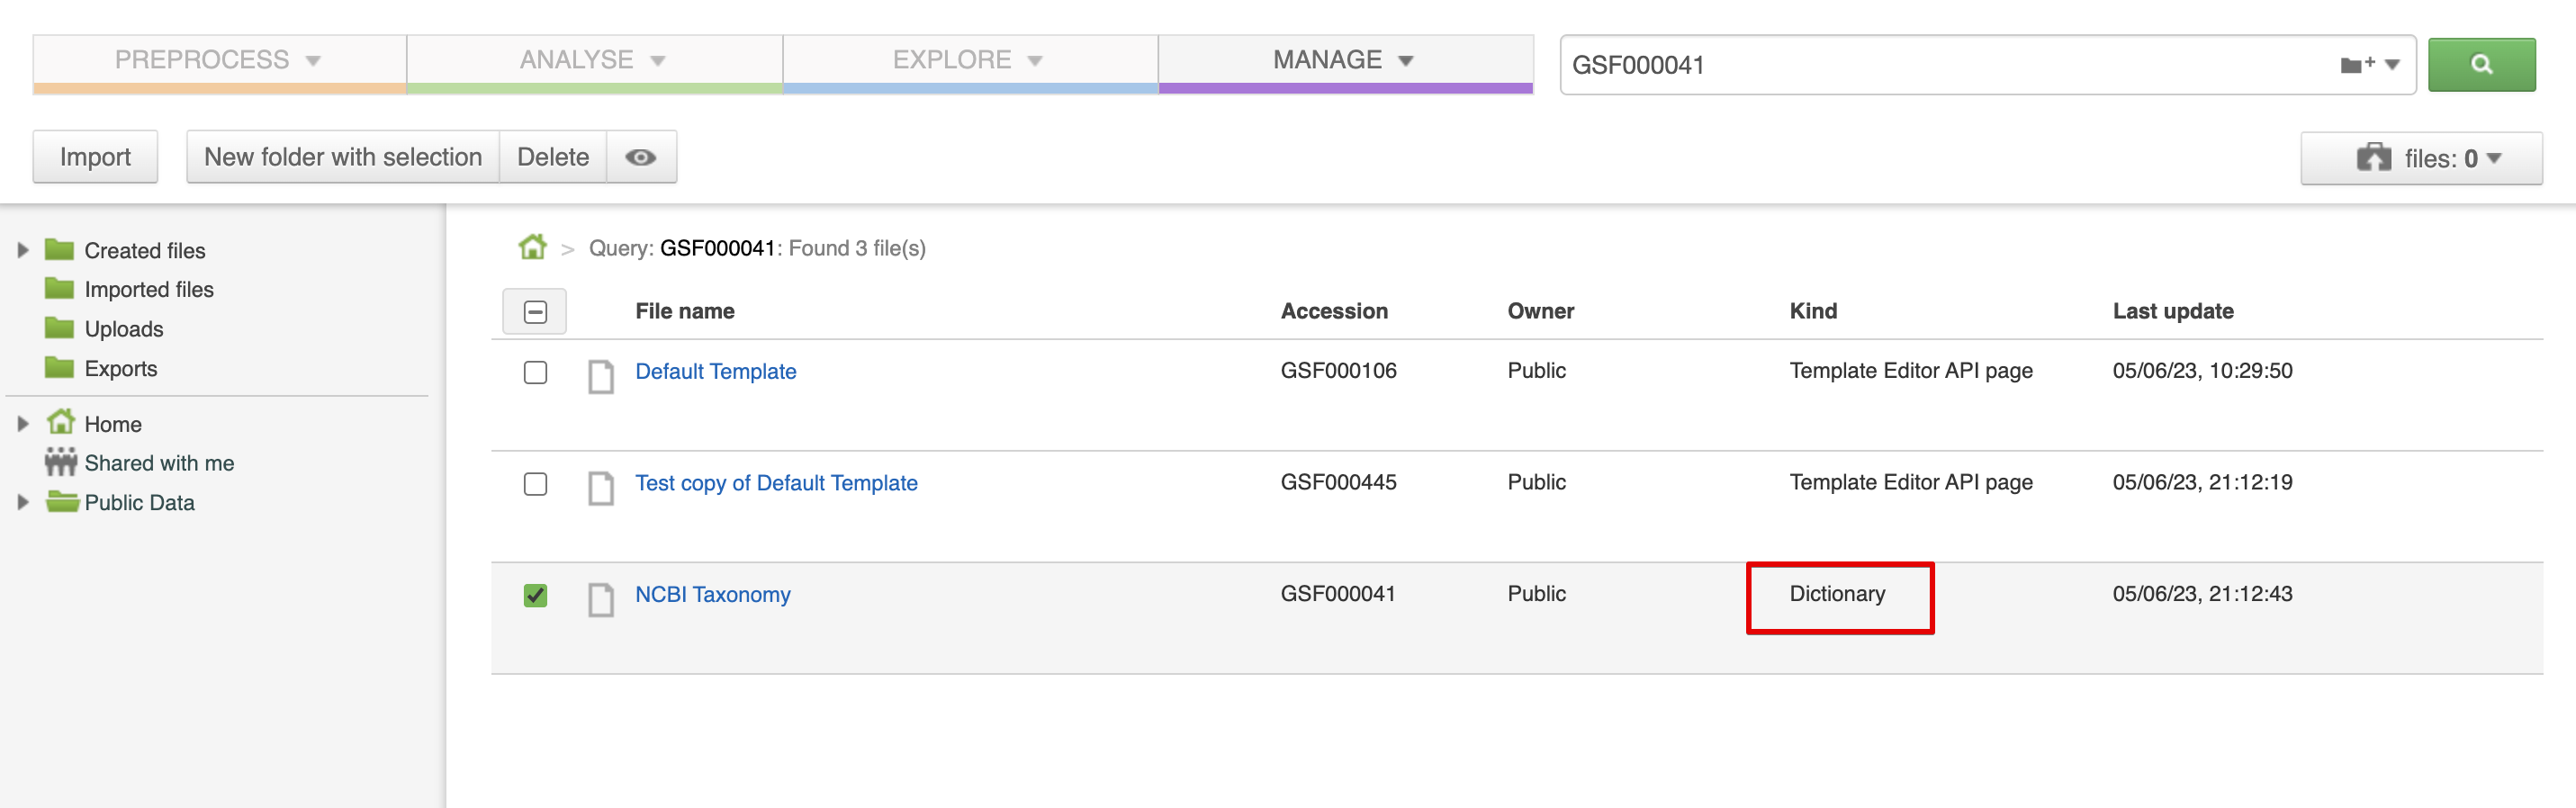 PREPROCESS ANALYSE EXPLORE MANAGE GSF000041
Import New folder with selection Delete files: 0
Created files
Imported files
Uploads
Exports
Home
Shared with me
Public Data
> Query: GSF000041: Found 3 file(s)
File name Accession Owner Kind Last update
Default Template GSF000106 Public Template Editor API page 05/06/23, 10:29:50
Test copy of Default Template GSF000445 Public Template Editor API page 05/06/23, 21:12:19
NCBI Taxonomy GSF000041 Public Dictionary 05/06/23, 21:12:43